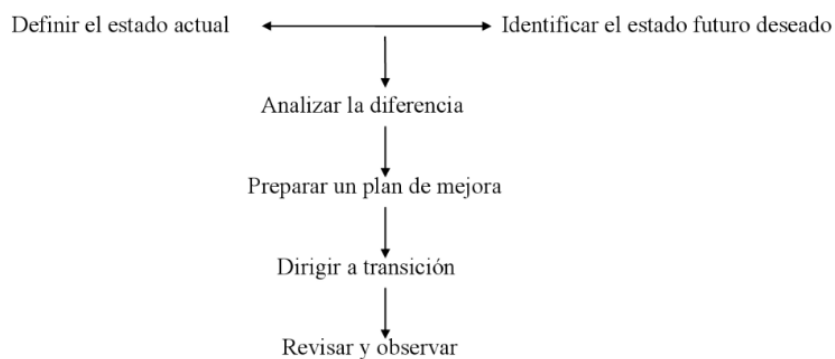 Definir el estado actual
Identificar el estado futuro deseado
Analizar la diferencia
Preparar un plan de mejora
Dirigir a transición
Revisar y observar